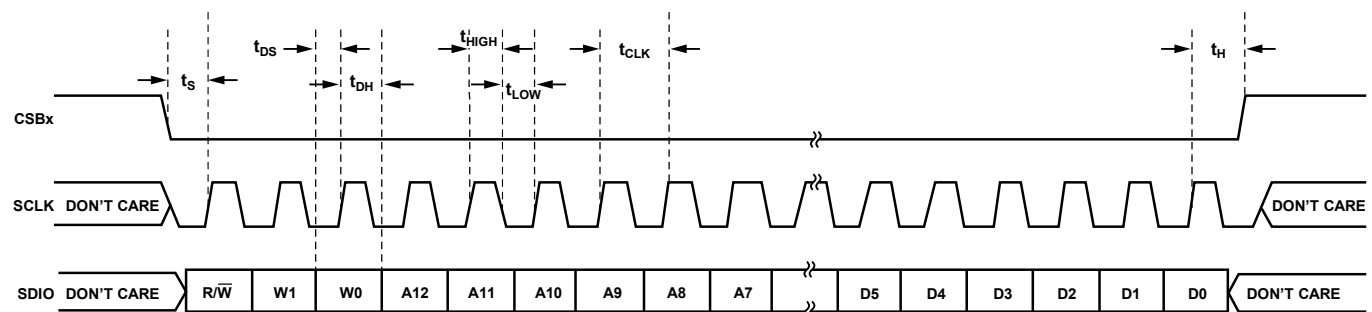 tDS
tHIGH
tCLK
tH
tS
tDH
tLOW
CSBx
SCLK DON'T CARE
DON'T CARE
SDIO DON'T CARE R/W̅ W1 W0 A12 A11 A10 A9 A8 A7 D5 D4 D3 D2 D1 D0 DON'T CARE